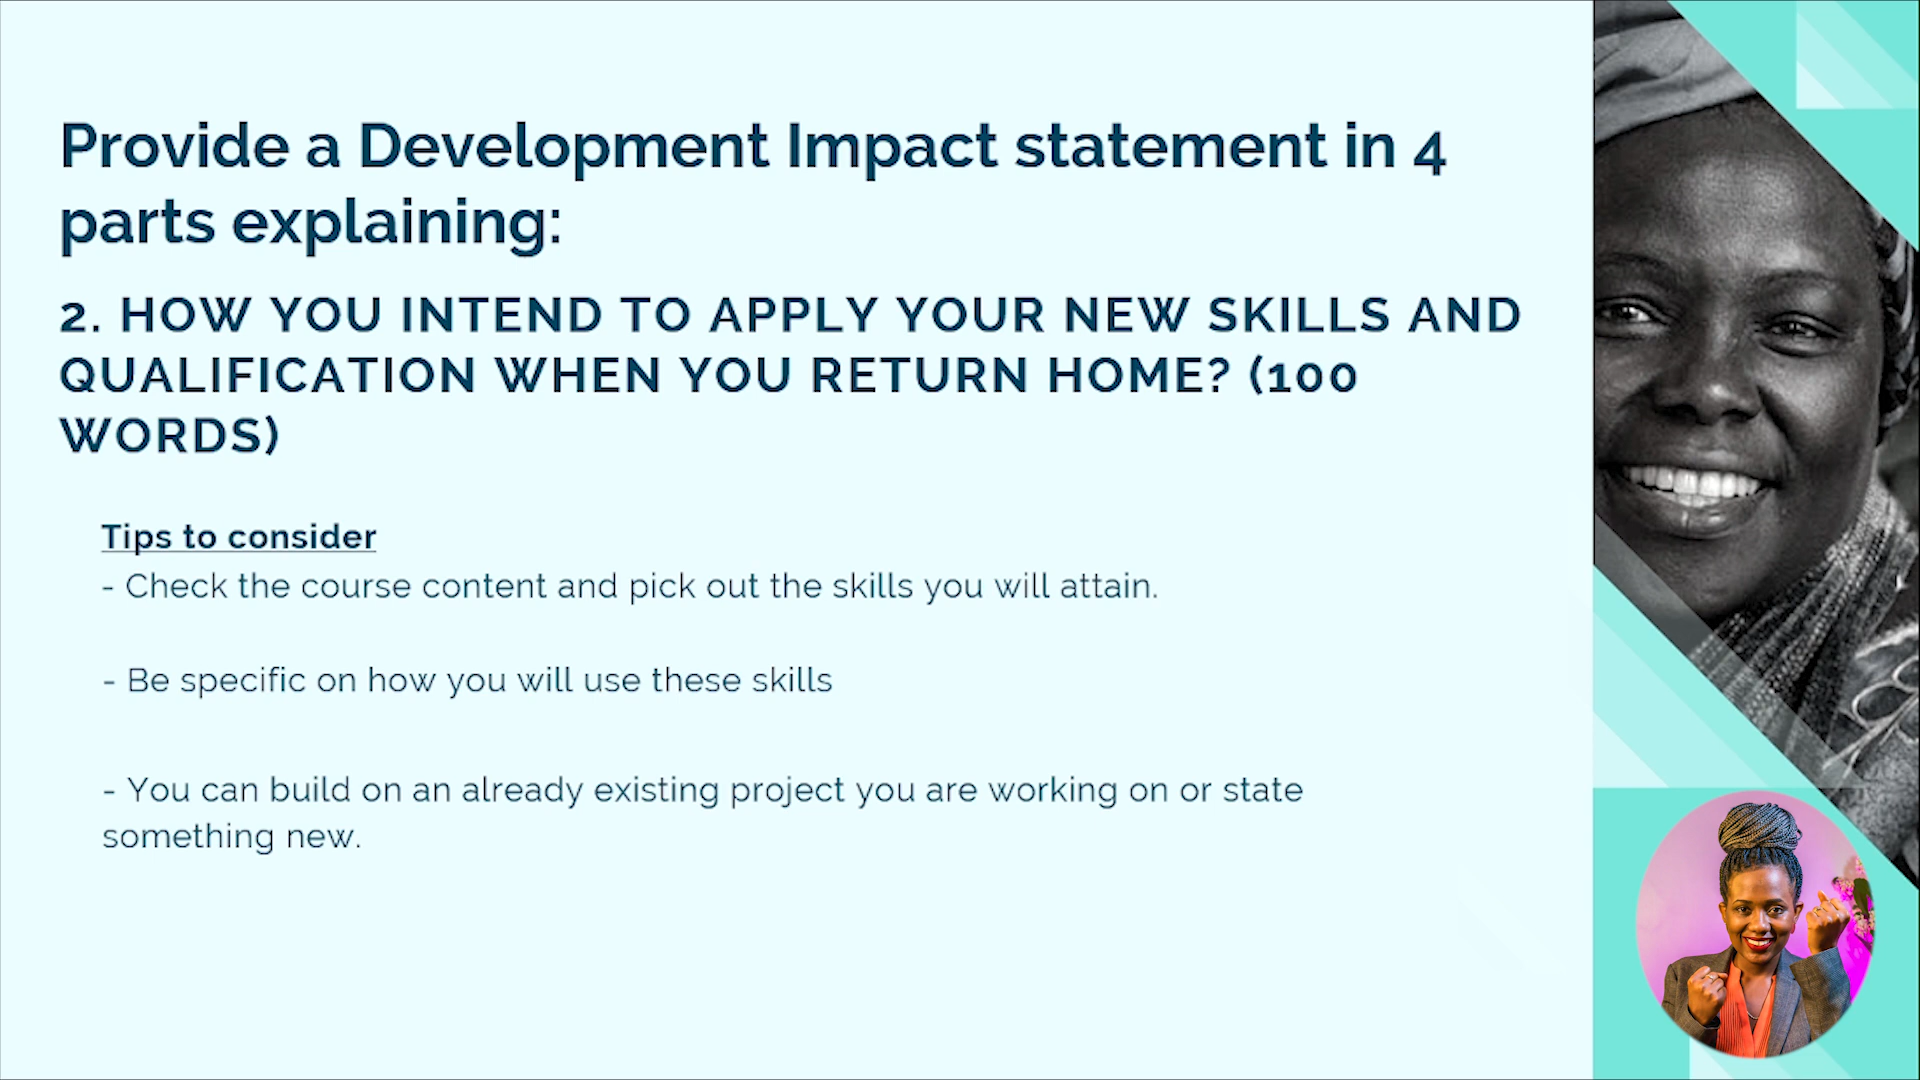 Provide a Development Impact statement in 4
parts explaining:
2. HOW YOU INTEND TO APPLY YOUR NEW SKILLS AND
QUALIFICATION WHEN YOU RETURN HOME? (100
WORDS)
Tips to consider
- Check the course content and pick out the skills you will attain.
- Be specific on how you will use these skills
- You can build on an already existing project you are working on or state
something new.